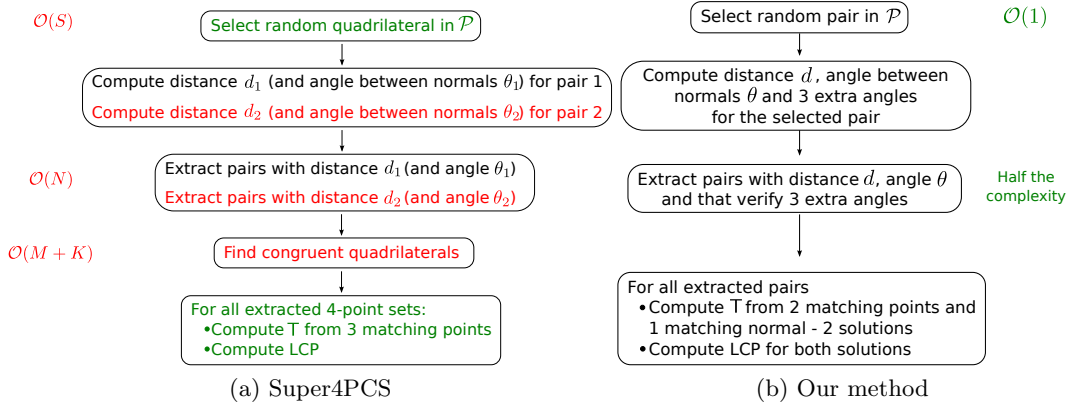 𝒪(S)
Select random quadrilateral in 𝒫
Compute distance d₁ (and angle between normals θ₁) for pair 1
Compute distance d₂ (and angle between normals θ₂) for pair 2
𝒪(N)
Extract pairs with distance d₁ (and angle θ₁)
Extract pairs with distance d₂ (and angle θ₂)
𝒪(M + K)
Find congruent quadrilaterals
For all extracted 4-point sets:
•Compute T from 3 matching points
•Compute LCP
(a) Super4PCS
Select random pair in 𝒫
𝒪(1)
Compute distance d , angle between
normals θ and 3 extra angles
for the selected pair
Extract pairs with distance d, angle θ
and that verify 3 extra angles
Half the
complexity
For all extracted pairs
•Compute T from 2 matching points and
1 matching normal - 2 solutions
•Compute LCP for both solutions
(b) Our method